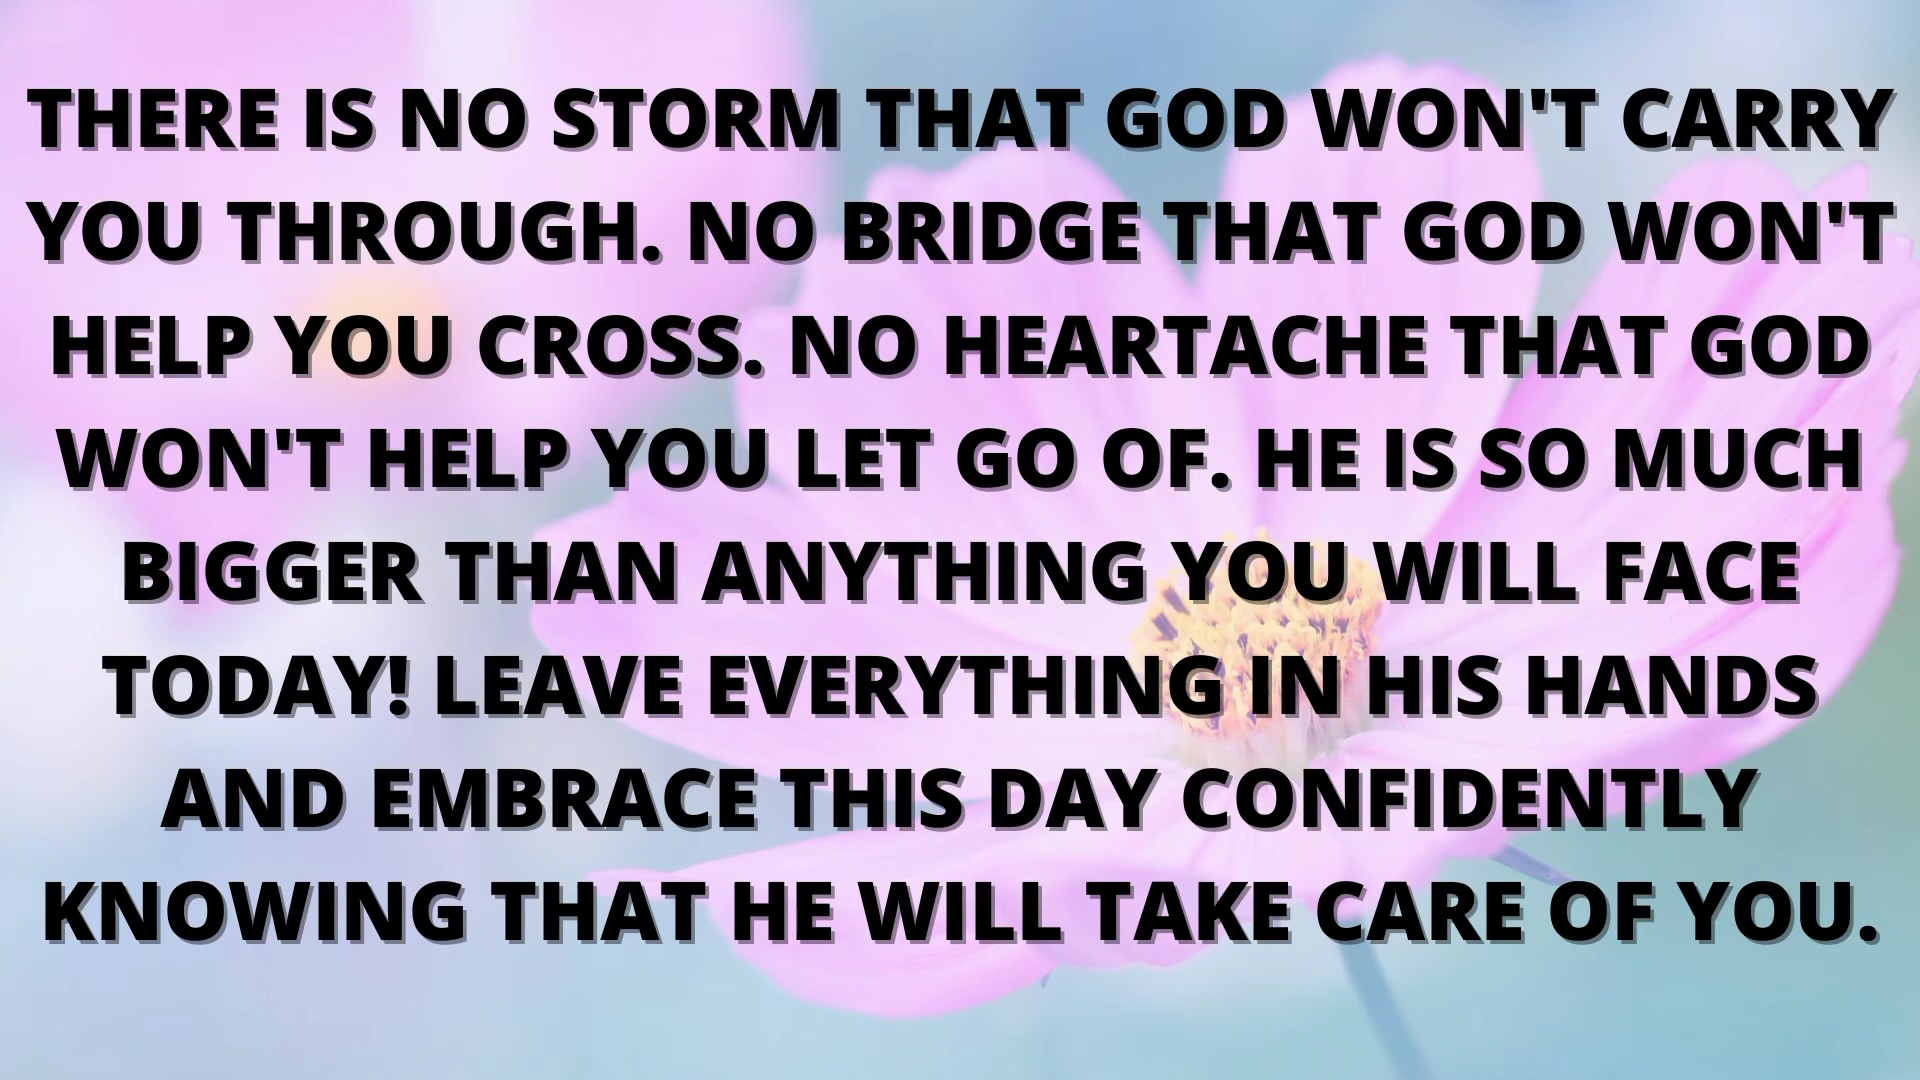 THERE IS NO STORM THAT GOD WON'T CARRY
YOU THROUGH. NO BRIDGE THAT GOD WON'T
HELP YOU CROSS. NO HEARTACHE THAT GOD
WON'T HELP YOU LET GO OF. HE IS SO MUCH
BIGGER THAN ANYTHING YOU WILL FACE
TODAY! LEAVE EVERYTHING IN HIS HANDS
AND EMBRACE THIS DAY CONFIDENTLY
KNOWING THAT HE WILL TAKE CARE OF YOU.